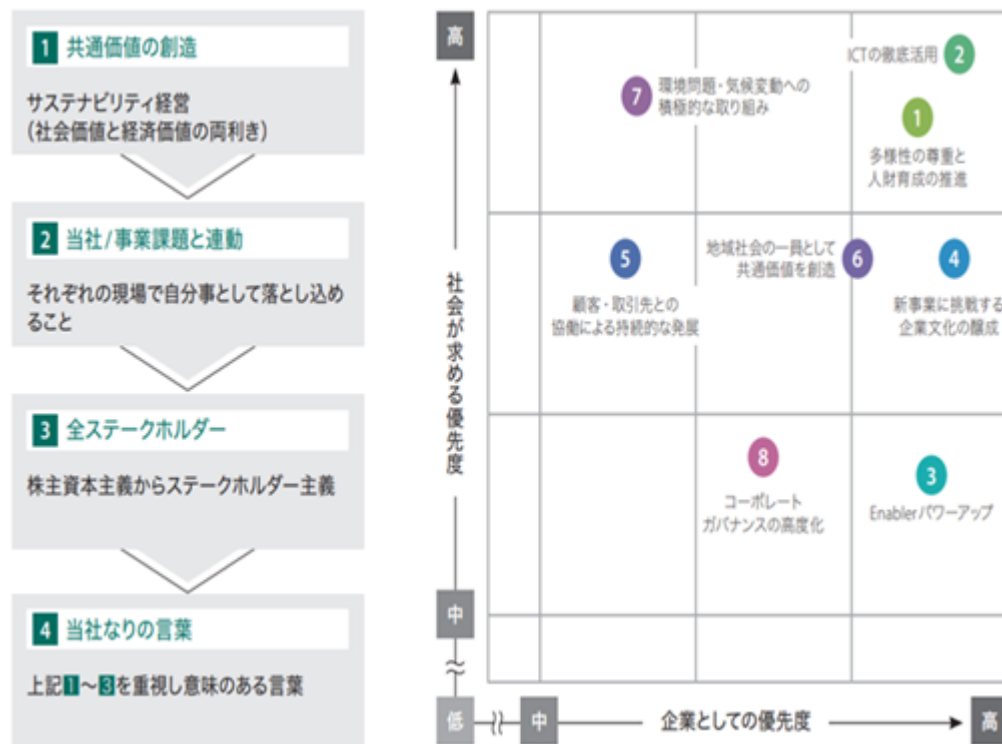 1 共通価値の創造
サステナビリティ経営
(社会価値と経済価値の両利き)
2 当社/事業課題と連動
それぞれの現場で自分事として落とし込め
ること
3 全ステークホルダー
株主資本主義からステークホルダー主義
4 当社なりの言葉
上記1～3を重視し意味のある言葉
高
社会が求める優先度
中
低
中
企業としての優先度
高
7
環境問題・気候変動への
積極的な取り組み
ICTの徹底活用 2
1
多様性の尊重と
人財育成の推進
5
顧客・取引先との
協働による持続的な発展
地域社会の一員として
共通価値を創造
6
4
新事業に挑戦する
企業文化の醸成
8
コーポレート
ガバナンスの高度化
3
Enablerパワーアップ